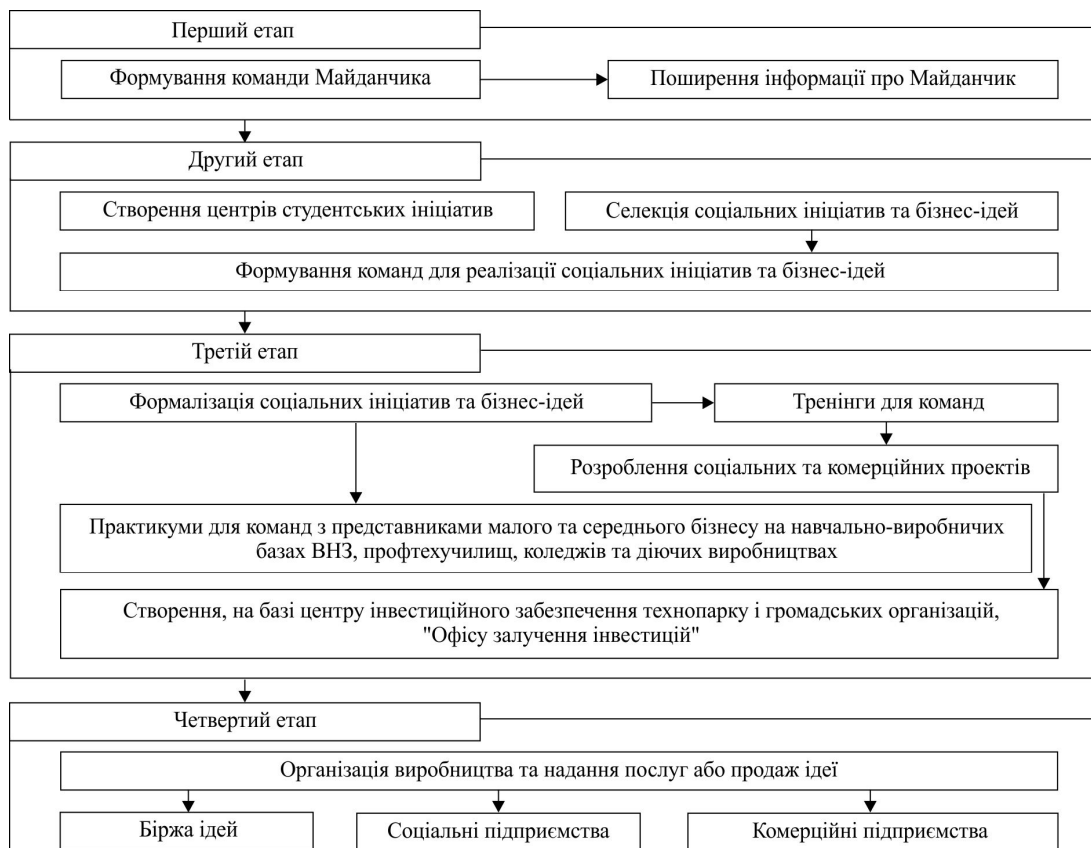 Перший етап
Формування команди Майданчика
Поширення інформації про Майданчик
Другий етап
Створення центрів студентських ініціатив
Селекція соціальних ініціатив та бізнес-ідей
Формування команд для реалізації соціальних ініціатив та бізнес-ідей
Третій етап
Формалізація соціальних ініціатив та бізнес-ідей
Тренінги для команд
Розроблення соціальних та комерційних проектів
Практикуми для команд з представниками малого та середнього бізнесу на навчально-виробничих
базах ВНЗ, профтехучилищ, коледжів та діючих виробництвах
Створення, на базі центру інвестиційного забезпечення технопарку і громадських організацій,
"Офісу залучення інвестицій"
Четвертий етап
Організація виробництва та надання послуг або продаж ідеї
Біржа ідей
Соціальні підприємства
Комерційні підприємства